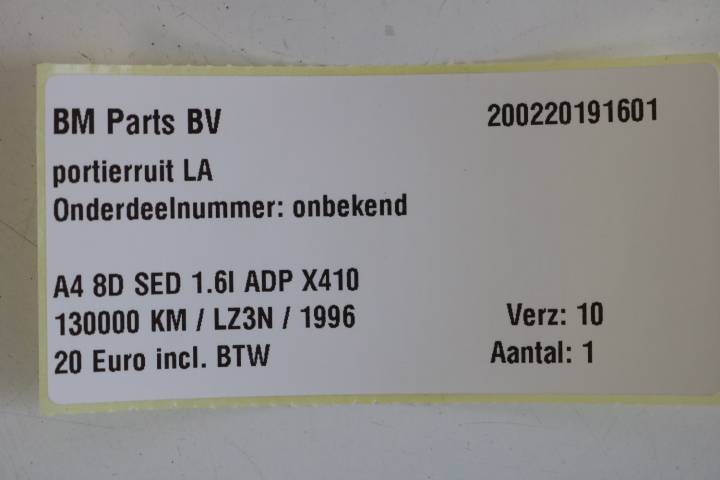 BM Parts BV 200220191601
portierruit LA
Onderdeelnummer: onbekend
A4 8D SED 1.6I ADP X410
130000 KM / LZ3N / 1996 Verz: 10
20 Euro incl. BTW Aantal: 1